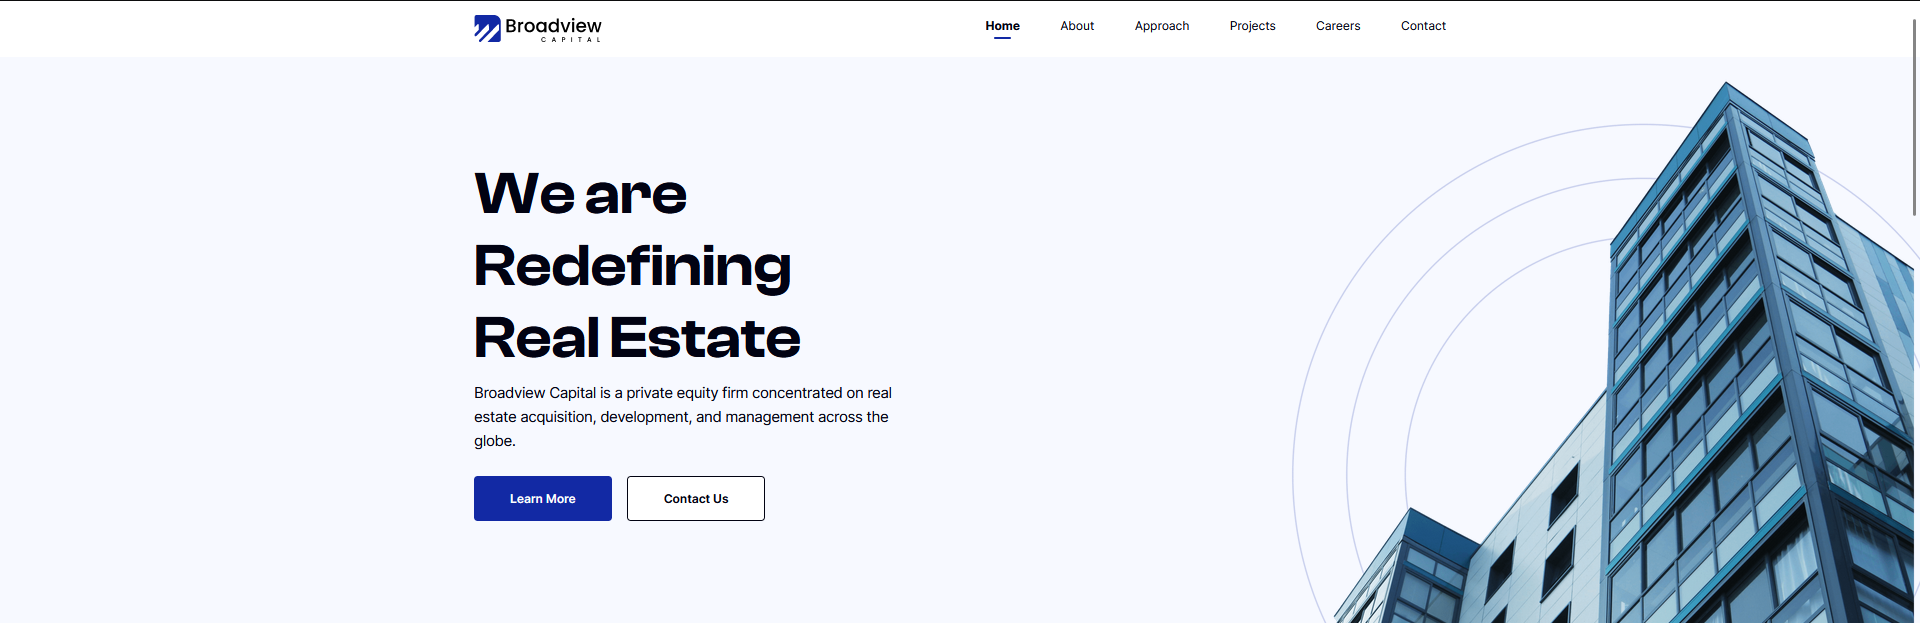 Broadview
CAPITAL
Home About Approach Projects Careers Contact
We are
Redefining
Real Estate
Broadview Capital is a private equity firm concentrated on real
estate acquisition, development, and management across the
globe.
Learn More Contact Us